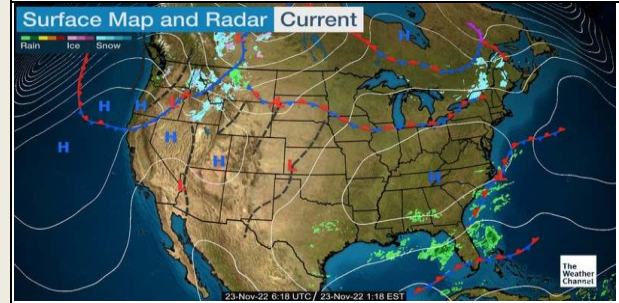 Surface Map and Radar Current
Rain Ice Snow
H
H H
L
H
H
H
L
L
L
H
L
23-Nov-22 6:18 UTC / 23-Nov-22 1:18 EST
The
Weather
Channel